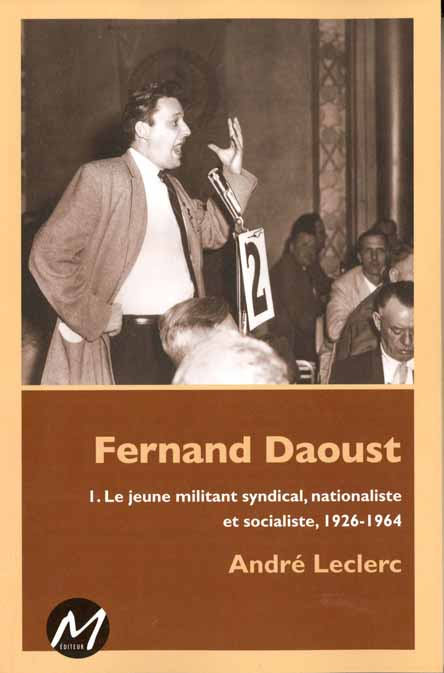 2
Fernand Daoust
1. Le jeune militant syndical, nationaliste
et socialiste, 1926-1964
André Leclerc
M
ÉDITEUR